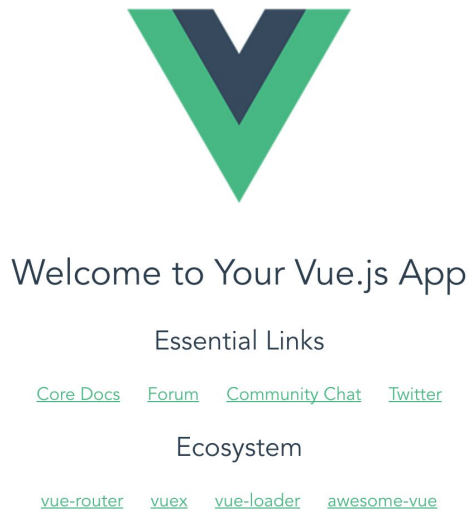 Welcome to Your Vue.js App
Essential Links
Core Docs Forum Community Chat Twitter
Ecosystem
vue-router vuex vue-loader awesome-vue